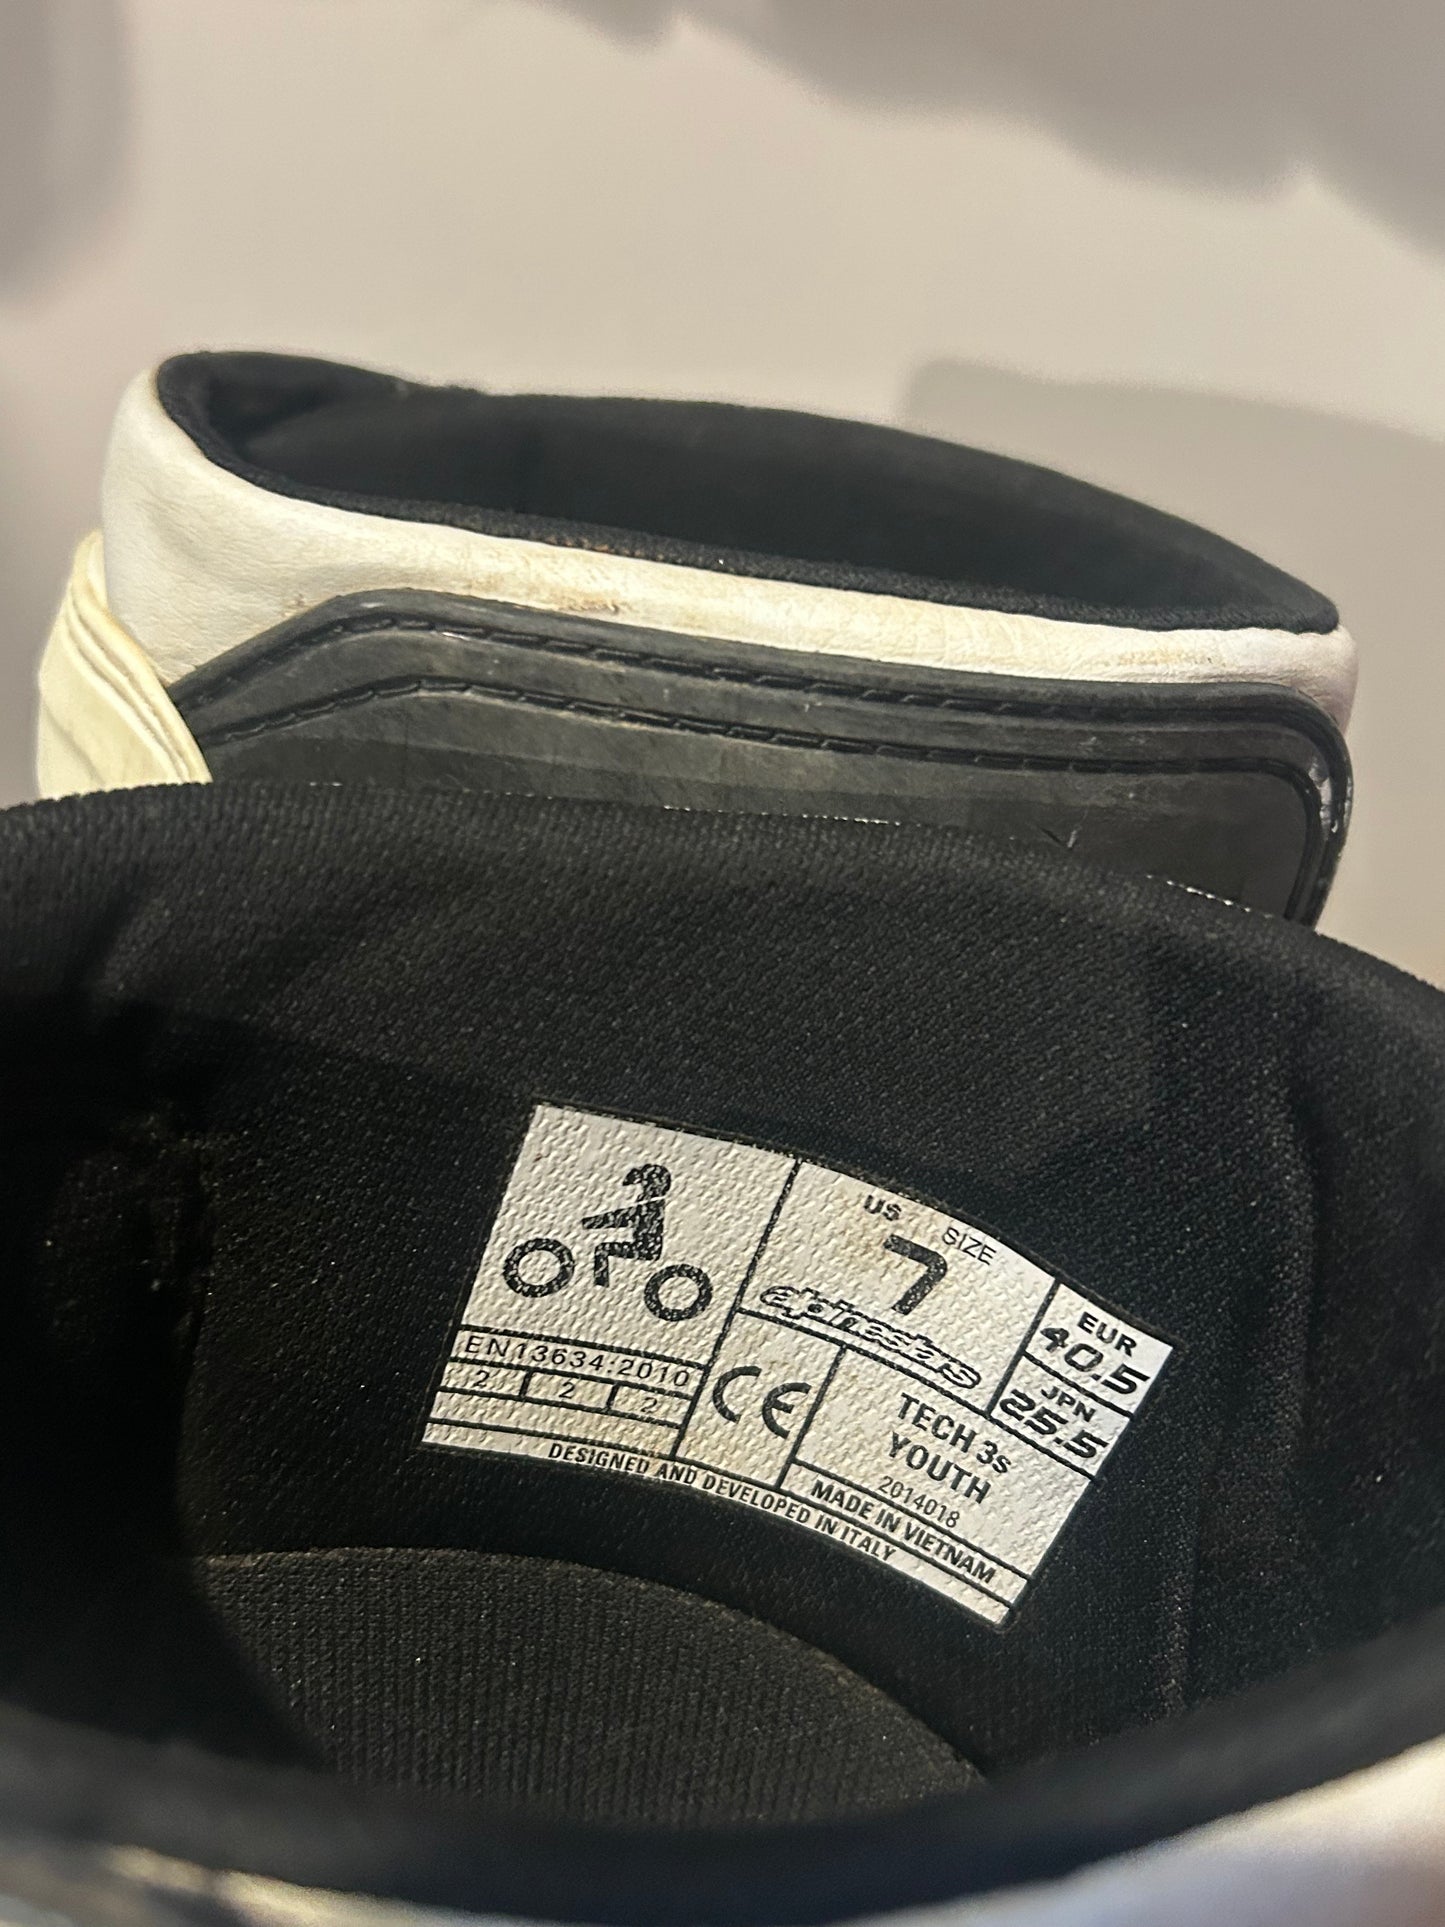 US SIZE
7
alpinestars
EUR
40.5
JPN
25.5
EN13634:2010
2 2 2
CE
TECH 3s
YOUTH
2014018
MADE IN VIETNAM
DESIGNED AND DEVELOPED IN ITALY